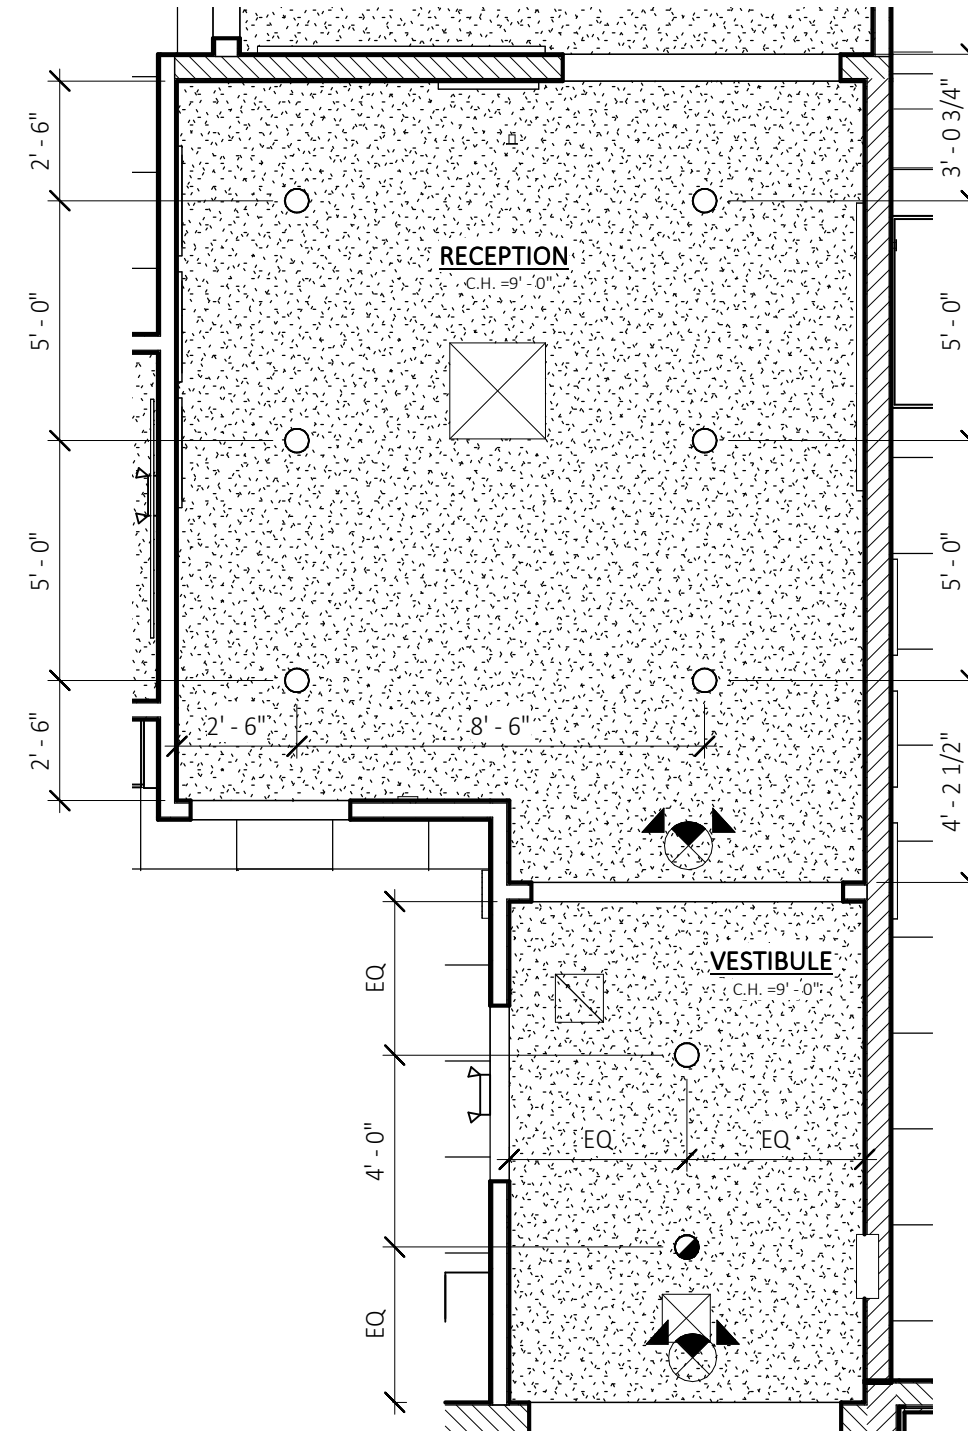 2' - 6"
3' - 0 3/4"
RECEPTION
C.H. =9' - 0"
5' - 0"
5' - 0"
5' - 0"
5' - 0"
2' - 6"
2' - 6"
8' - 6"
4' - 2 1/2"
VESTIBULE
C.H. =9' - 0"
EQ
4' - 0"
EQ
EQ
EQ